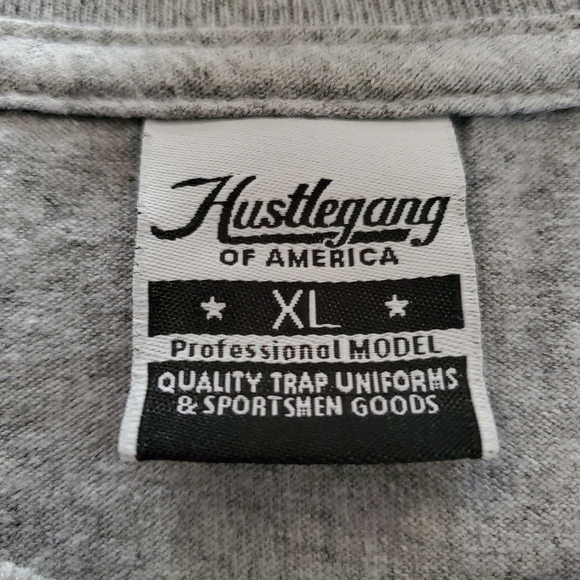 Hustlegang
OF AMERICA
XL
Professional MODEL
QUALITY TRAP UNIFORMS
& SPORTSMEN GOODS